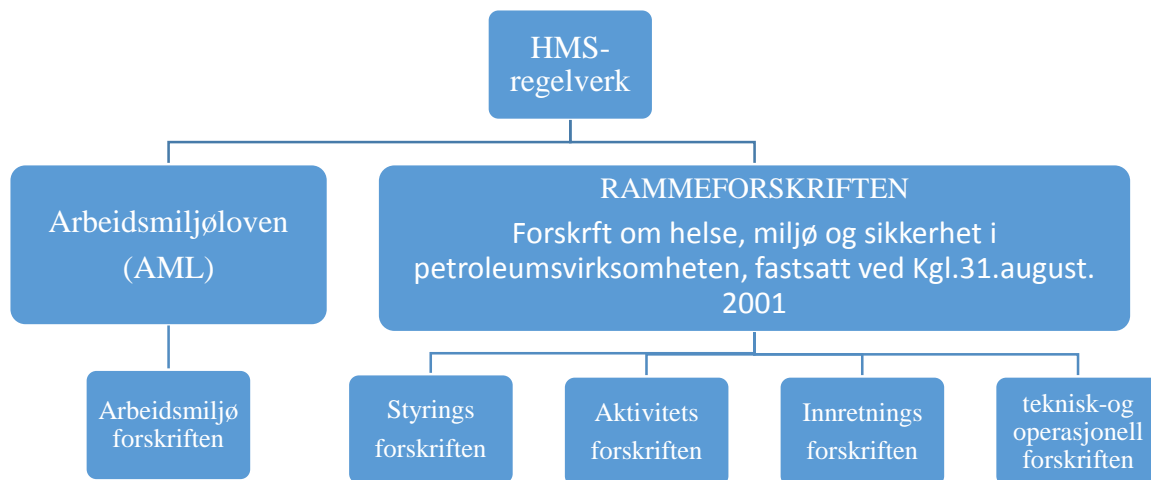 HMS-
regelverk
Arbeidsmiljøloven
(AML)
RAMMEFORSKRIFTEN
Forskrft om helse, miljø og sikkerhet i
petroleumsvirksomheten, fastsatt ved Kgl.31.august.
2001
Arbeidsmiljø
forskriften
Styrings
forskriften
Aktivitets
forskriften
Innretnings
forskriften
teknisk-og
operasjonell
forskriften